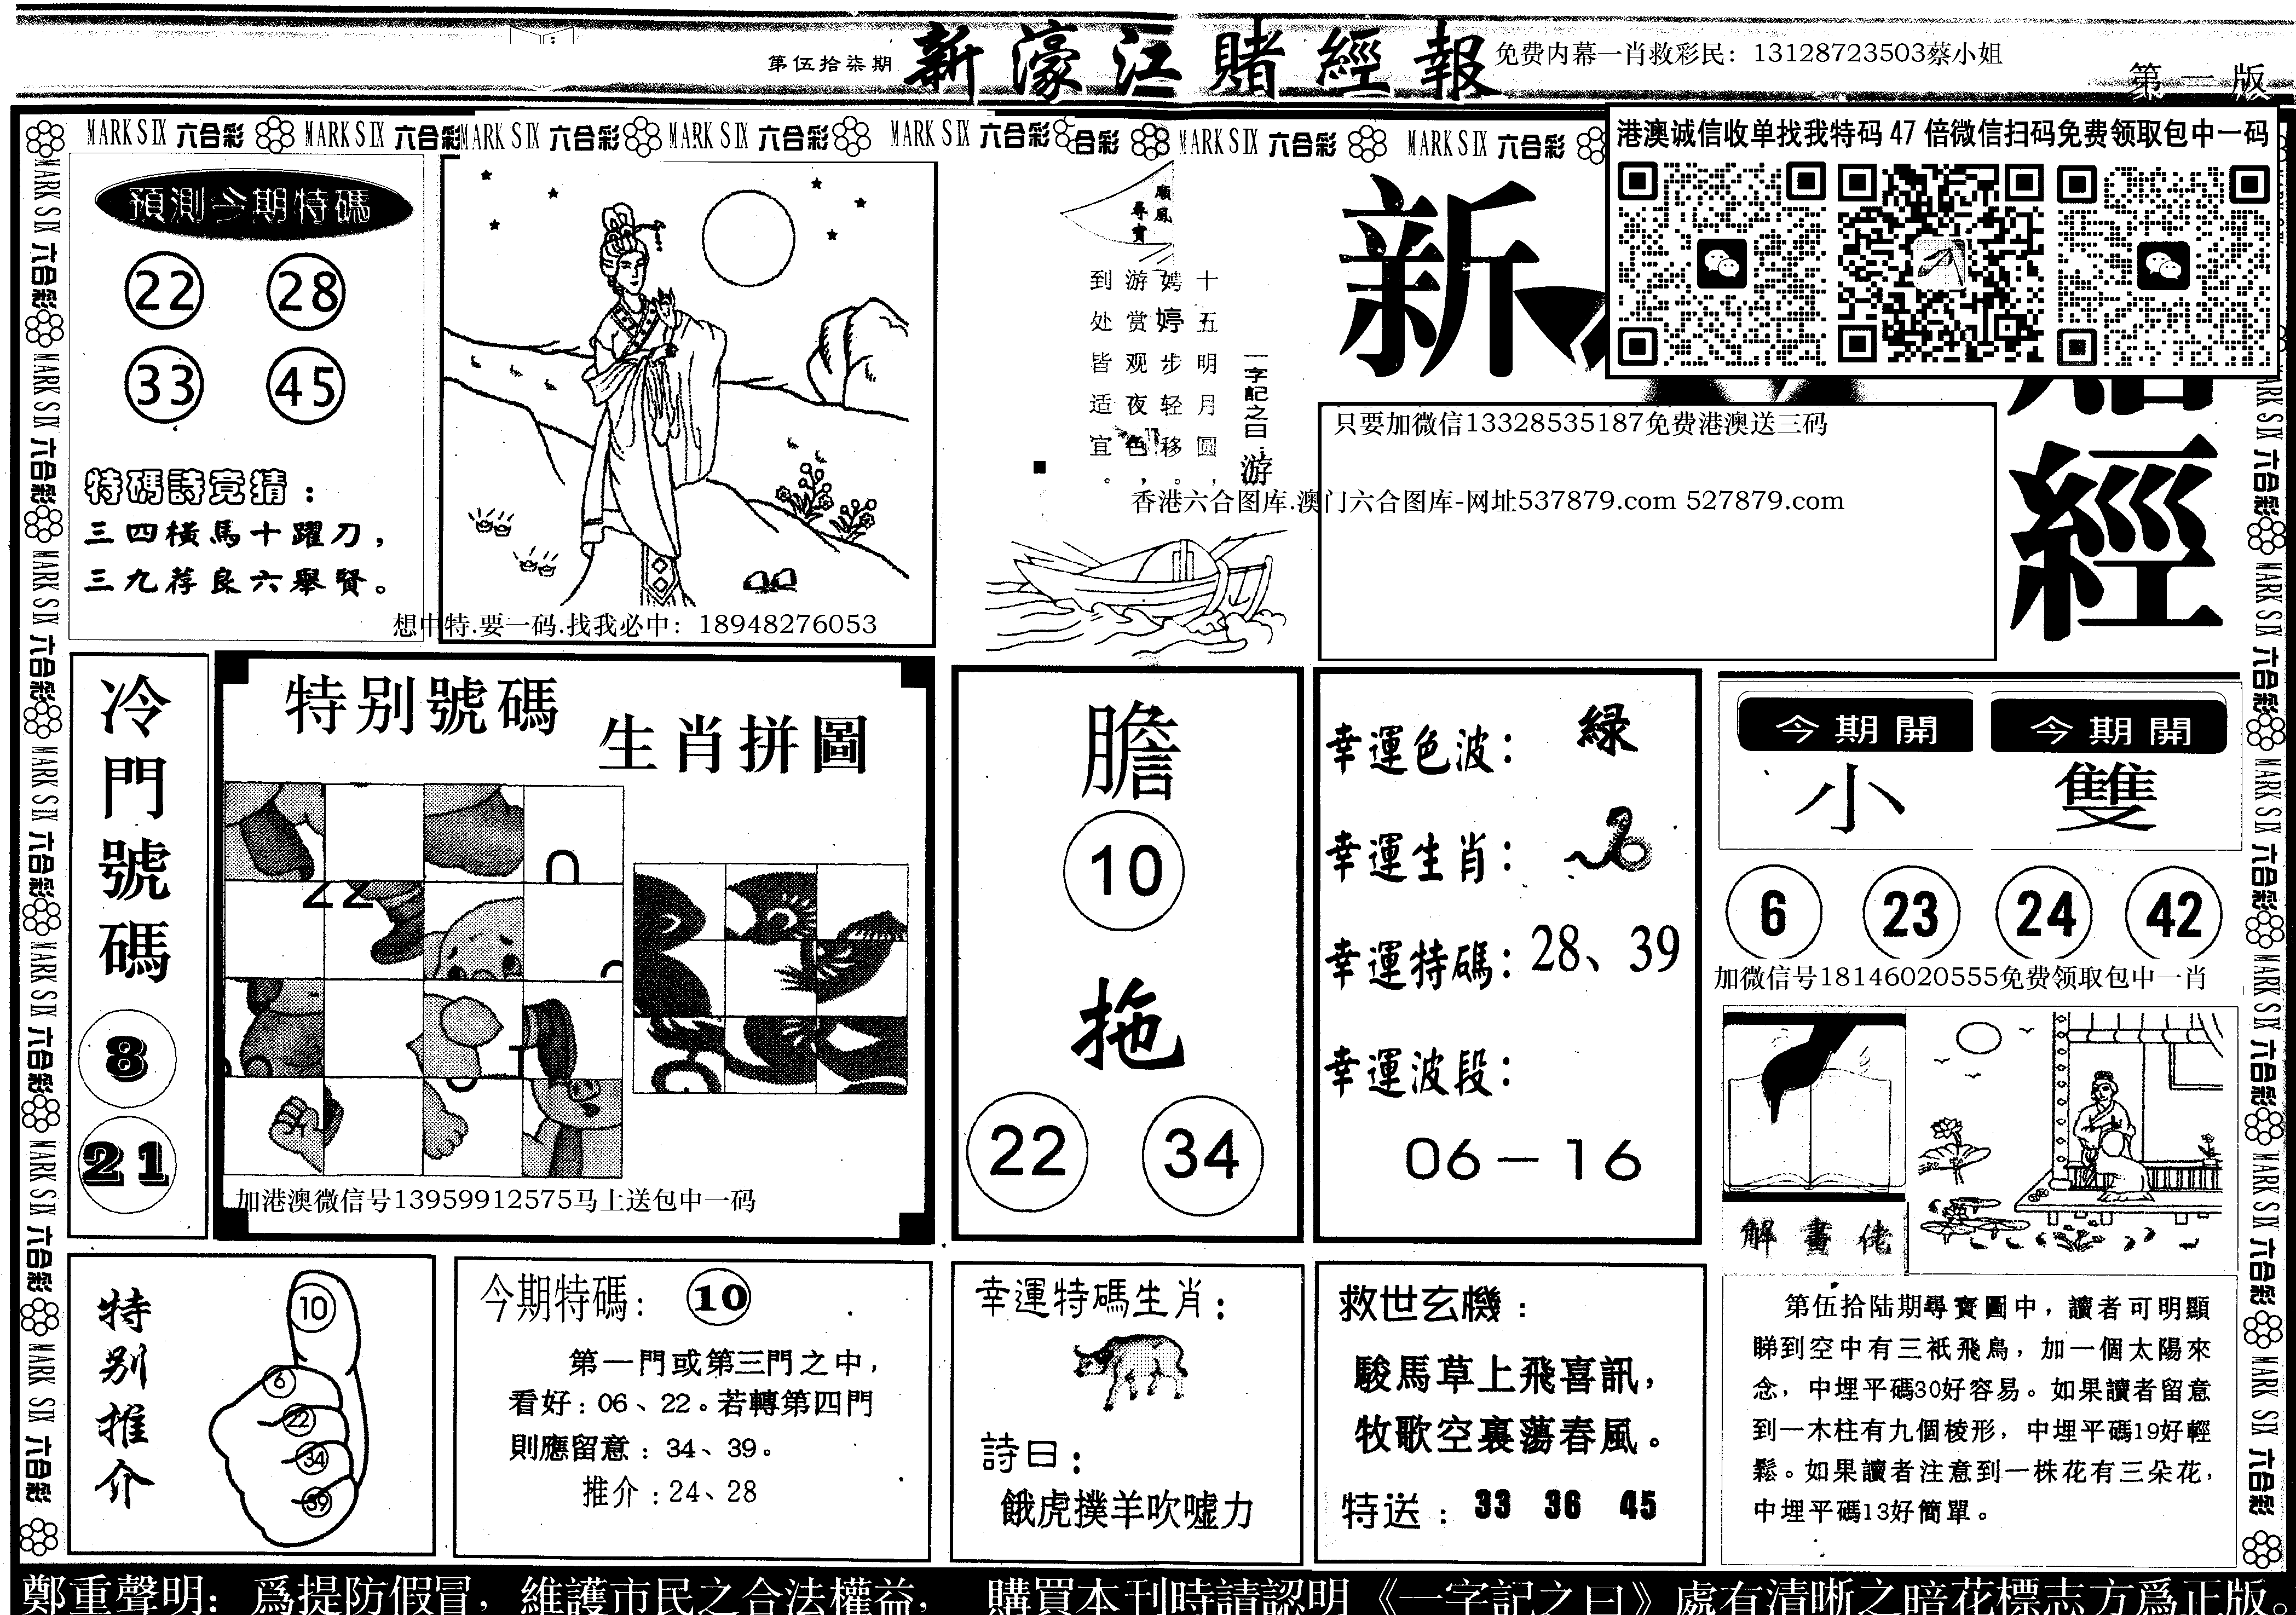 第伍拾柒期
新濠江賭經報
免费内幕一肖救彩民：13128723503蔡小姐
第一版
MARK SIX 六合彩 MARK SIX 六合彩 MARK SIX 六合彩 MARK SIX 六合彩 MARK SIX 六合彩 合彩 MARK SIX 六合彩 MARK SIX 六合彩
港澳诚信收单找我特码 47 倍微信扫码免费领取包中一码
預測今期特碼
22 28
33 45
特碼詩竞猜：
三四橫馬十躍刀，
三九荐良六舉賢。
想中特.要一码.找我必中：18948276053
順風
尋寶
一字記之曰：游
十五明月圆，
娉婷步轻移。
游赏观夜色，
到处皆适宜。
新
經
只要加微信13328535187免费港澳送三码
香港六合图库.澳门六合图库-网址537879.com 527879.com
冷門號碼
8
21
特别號碼
生肖拼圖
22
加港澳微信号13959912575马上送包中一码
膽
10
拖
22 34
幸運色波：緑
幸運生肖：
幸運特碼：28、39
幸運波段：
06－16
今期開 今期開
小 雙
6 23 24 42
加微信号18146020555免费领取包中一肖
解畫佬
特别推介
10
6
22
34
39
今期特碼：10
第一門或第三門之中，
看好：06、22。若轉第四門
則應留意：34、39。
推介：24、28
幸運特碼生肖：
詩曰：
餓虎撲羊吹噓力
救世玄機：
駿馬草上飛喜訊，
牧歌空裏蕩春風。
特送：33 36 45
第伍拾陆期尋寶圖中，讀者可明顯
睇到空中有三衹飛鳥，加一個太陽來
念，中埋平碼30好容易。如果讀者留意
到一木柱有九個棱形，中埋平碼19好輕
鬆。如果讀者注意到一株花有三朵花，
中埋平碼13好簡單。
鄭重聲明：爲提防假冒，維護市民之合法權益，購買本刊時請認明《一字記之曰》處有清晰之暗花標志方爲正版。